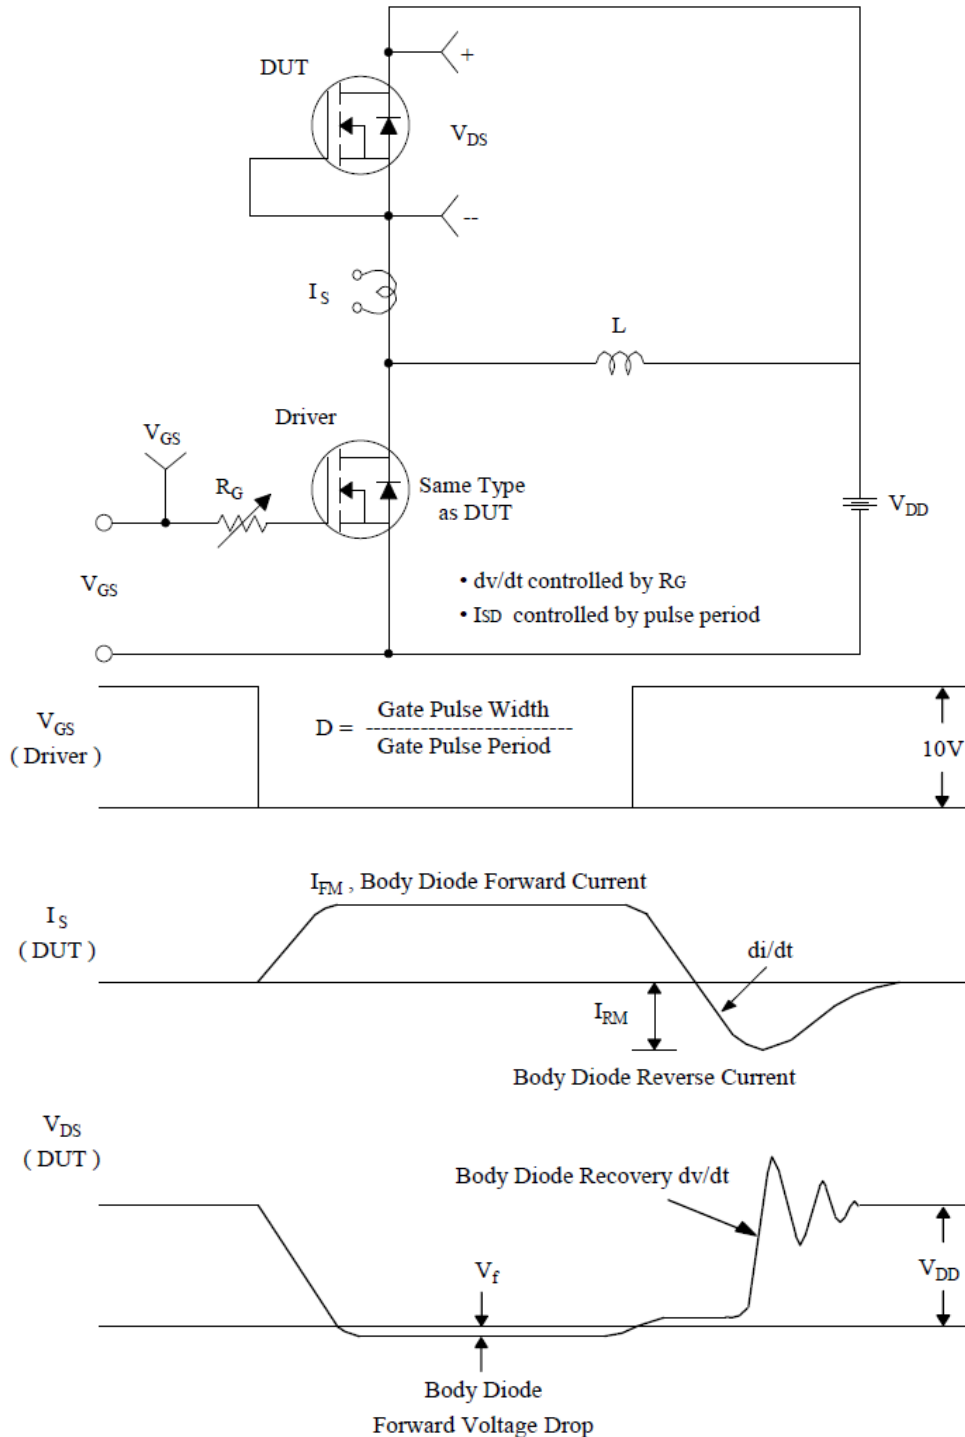 DUT
+
VDS
--
IS
L
Driver
VGS
RG
Same Type
as DUT
VDD
VGS
• dv/dt controlled by RG
• ISD controlled by pulse period
VGS
( Driver )
D = Gate Pulse Width
--------------------------
Gate Pulse Period
10V
IFM , Body Diode Forward Current
IS
( DUT )
di/dt
IRM
Body Diode Reverse Current
VDS
( DUT )
Body Diode Recovery dv/dt
Vf
VDD
Body Diode
Forward Voltage Drop